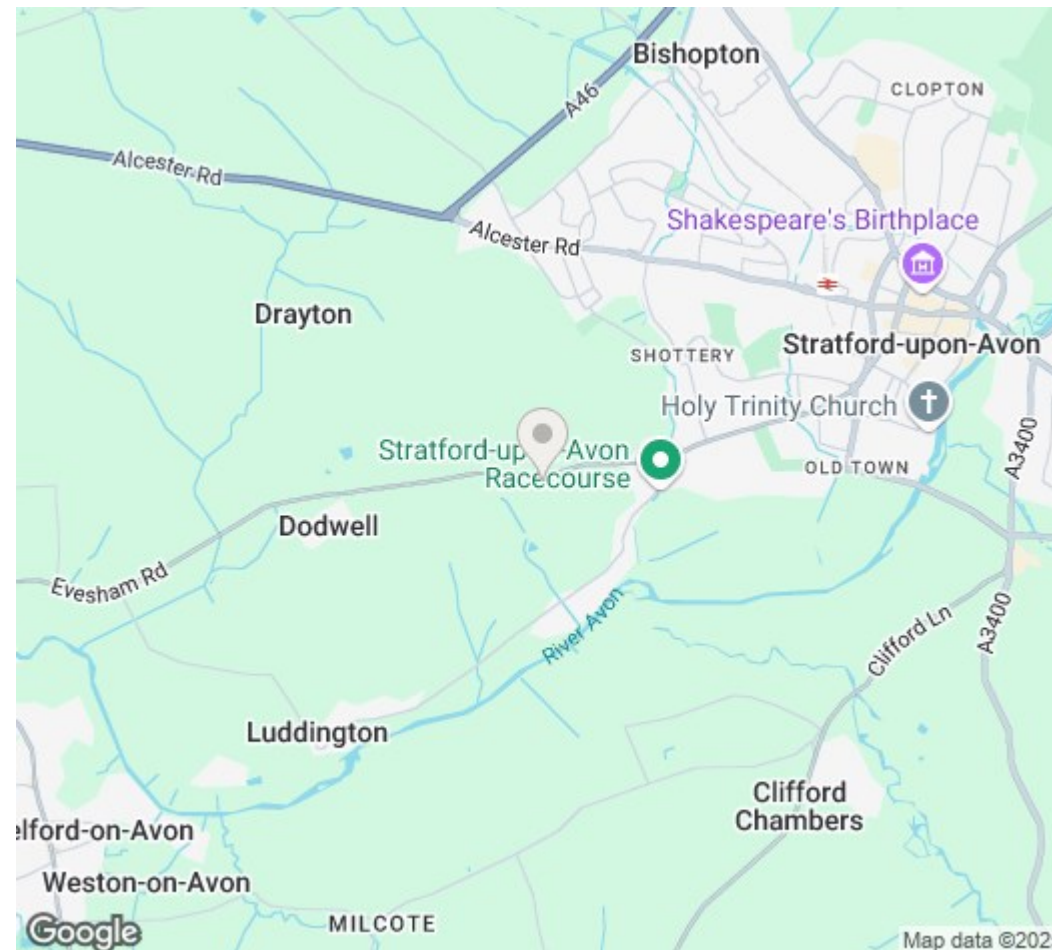 Bishopton
A46
CLOPTON
Alcester Rd
Alcester Rd
Shakespeare's Birthplace
Drayton
SHOTTERY
Stratford-upon-Avon
Holy Trinity Church
Stratford-up -Avon
Racecourse
OLD TOWN
A3400
Dodwell
Evesham Rd
River Avon
Clifford Ln
A3400
Luddington
Clifford
Chambers
elford-on-Avon
Weston-on-Avon
MILCOTE
Google
Map data ©202